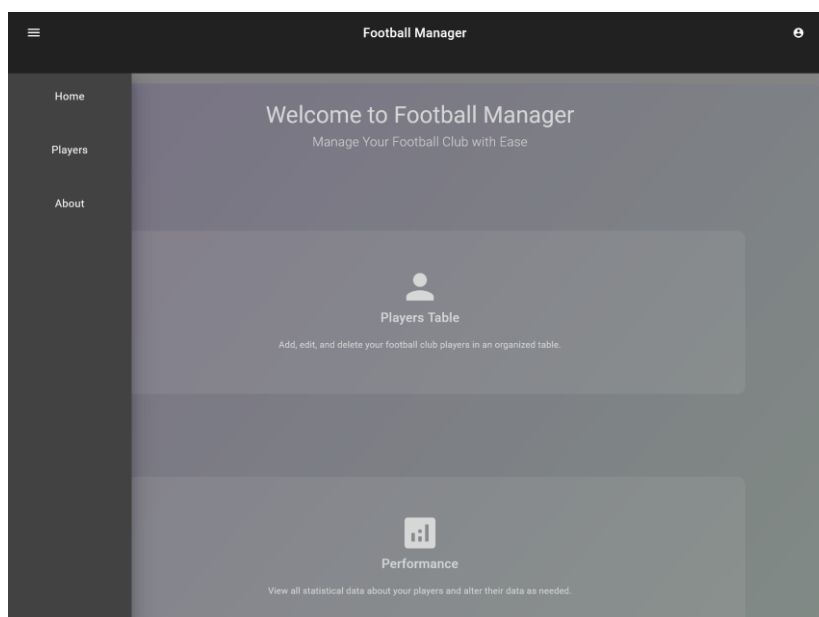 Football Manager
Home
Players
About
Welcome to Football Manager
Manage Your Football Club with Ease
Players Table
Add, edit, and delete your football club players in an organized table.
Performance
View all statistical data about your players and alter their data as needed.